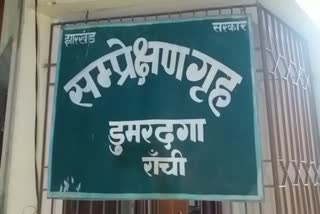 झारखंड सरकार
सम्प्रेक्षण गृह
डुमरदगा
राँची